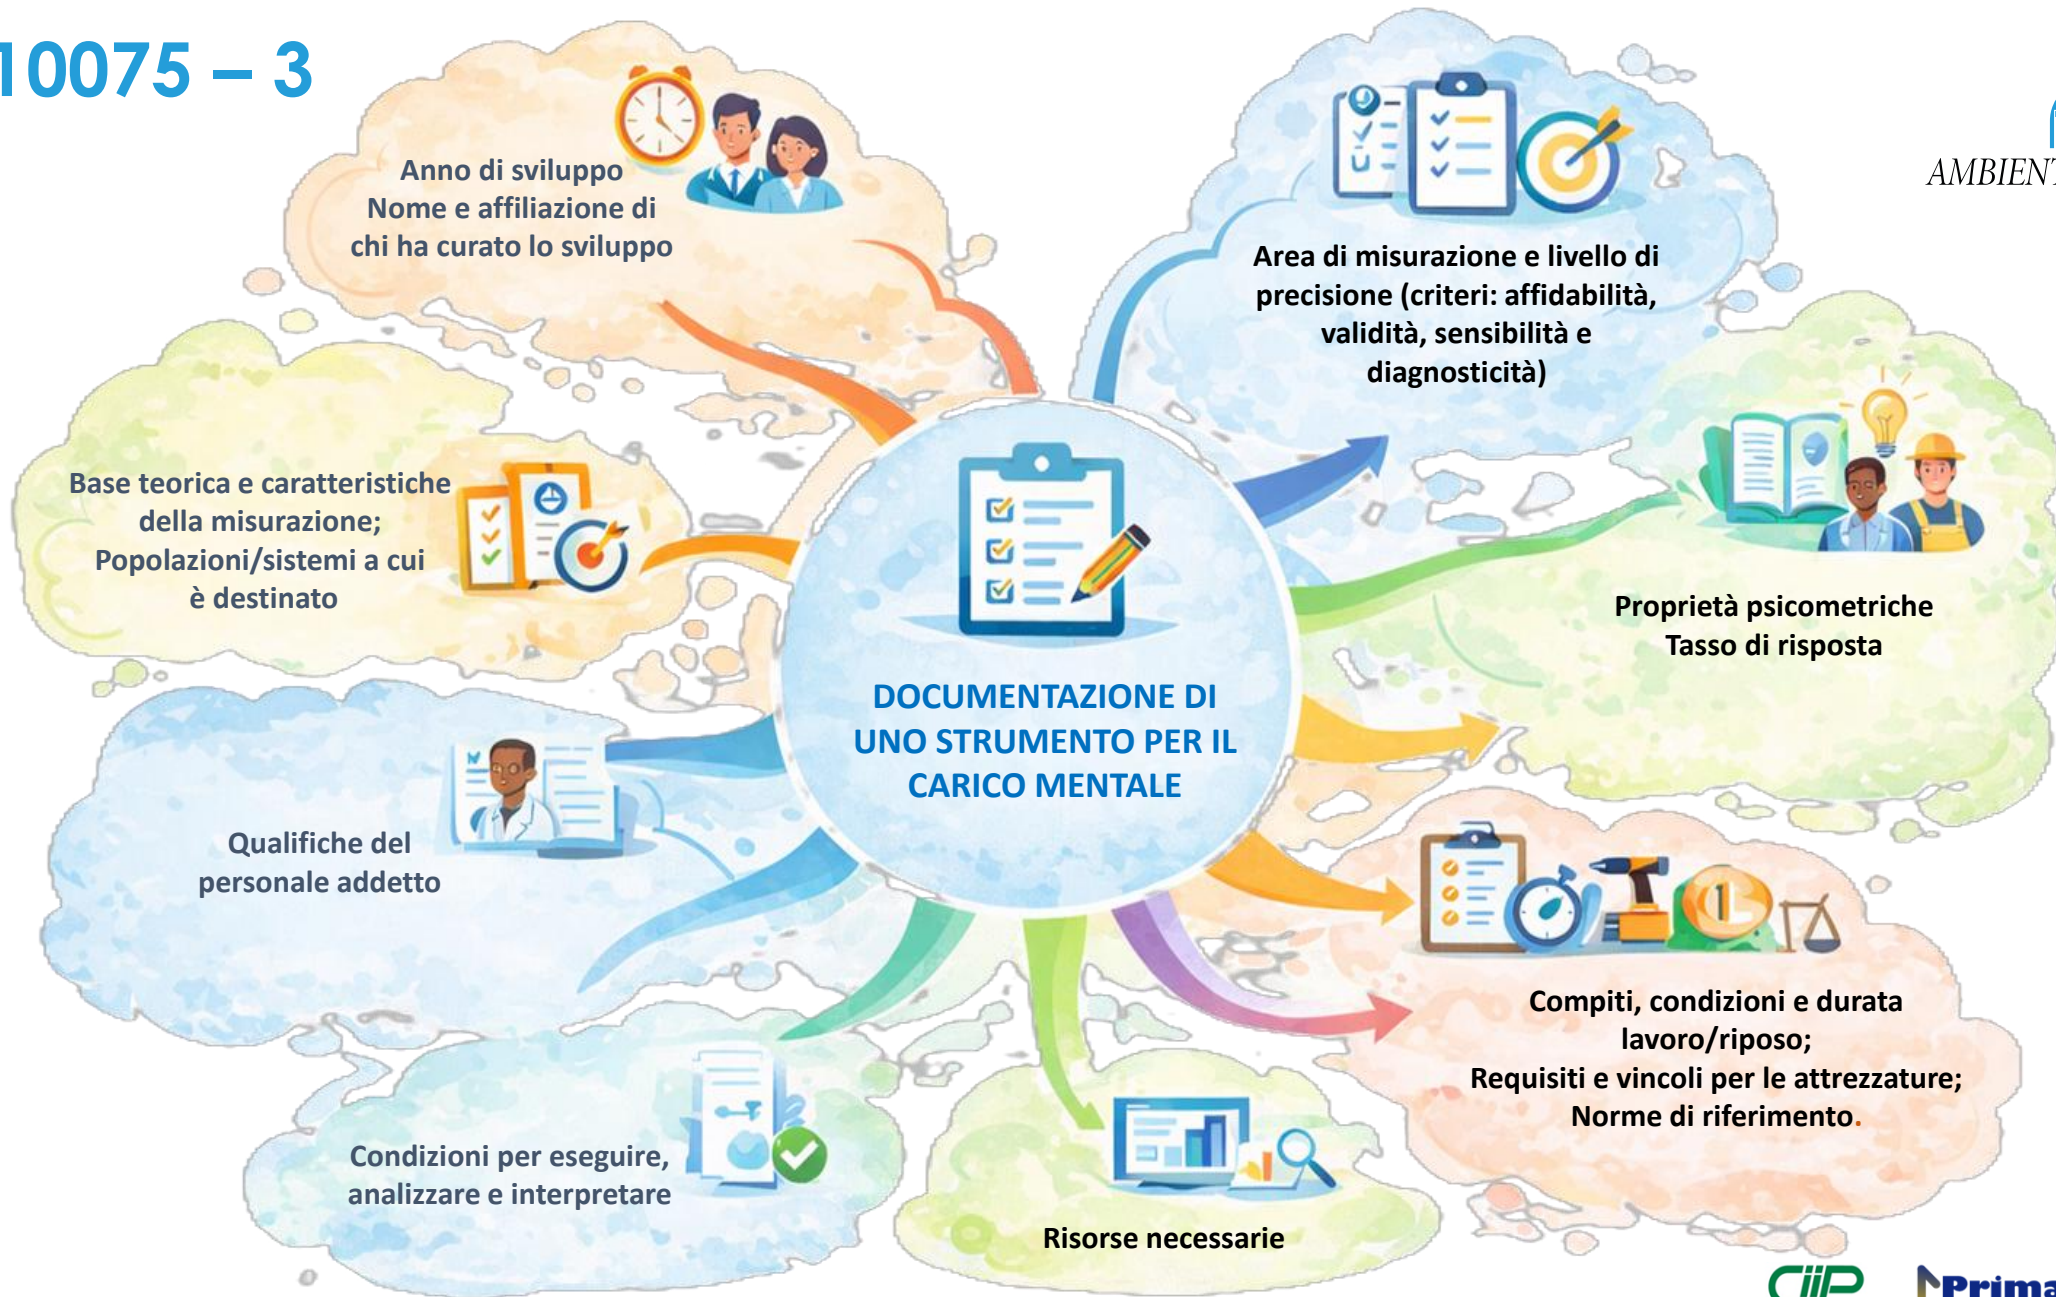 10075 – 3
Anno di sviluppo
Nome e affiliazione di
chi ha curato lo sviluppo
Area di misurazione e livello di
precisione (criteri: affidabilità,
validità, sensibilità e
diagnosticità)
AMBIENT
Base teorica e caratteristiche
della misurazione;
Popolazioni/sistemi a cui
è destinato
Proprietà psicometriche
Tasso di risposta
DOCUMENTAZIONE DI
UNO STRUMENTO PER IL
CARICO MENTALE
Qualifiche del
personale addetto
Compiti, condizioni e durata
lavoro/riposo;
Requisiti e vincoli per le attrezzature;
Norme di riferimento.
Condizioni per eseguire,
analizzare e interpretare
Risorse necessarie
CIIP
Prima